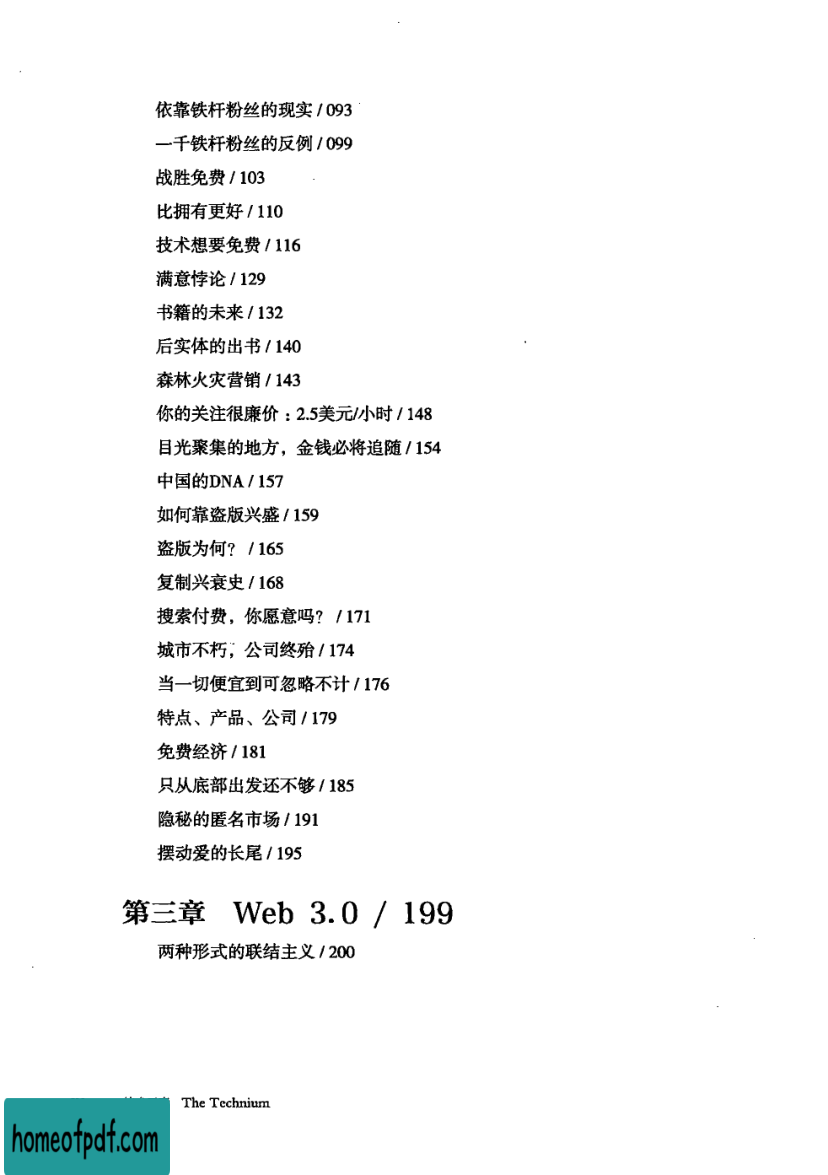 依靠铁杆粉丝的现实 / 093
一千铁杆粉丝的反例 / 099
战胜免费 / 103
比拥有更好 / 110
技术想要免费 / 116
满意悖论 / 129
书籍的未来 / 132
后实体的出书 / 140
森林火灾营销 / 143
你的关注很廉价：2.5美元/小时 / 148
目光聚集的地方，金钱必将追随 / 154
中国的DNA / 157
如何靠盗版兴盛 / 159
盗版为何？ / 165
复制兴衰史 / 168
搜索付费，你愿意吗？ / 171
城市不朽，公司终殆 / 174
当一切便宜到可忽略不计 / 176
特点、产品、公司 / 179
免费经济 / 181
只从底部出发还不够 / 185
隐秘的匿名市场 / 191
摆动爱的长尾 / 195
第三章 Web 3.0 / 199
两种形式的联结主义 / 200
The Technium
homeofpdf.com